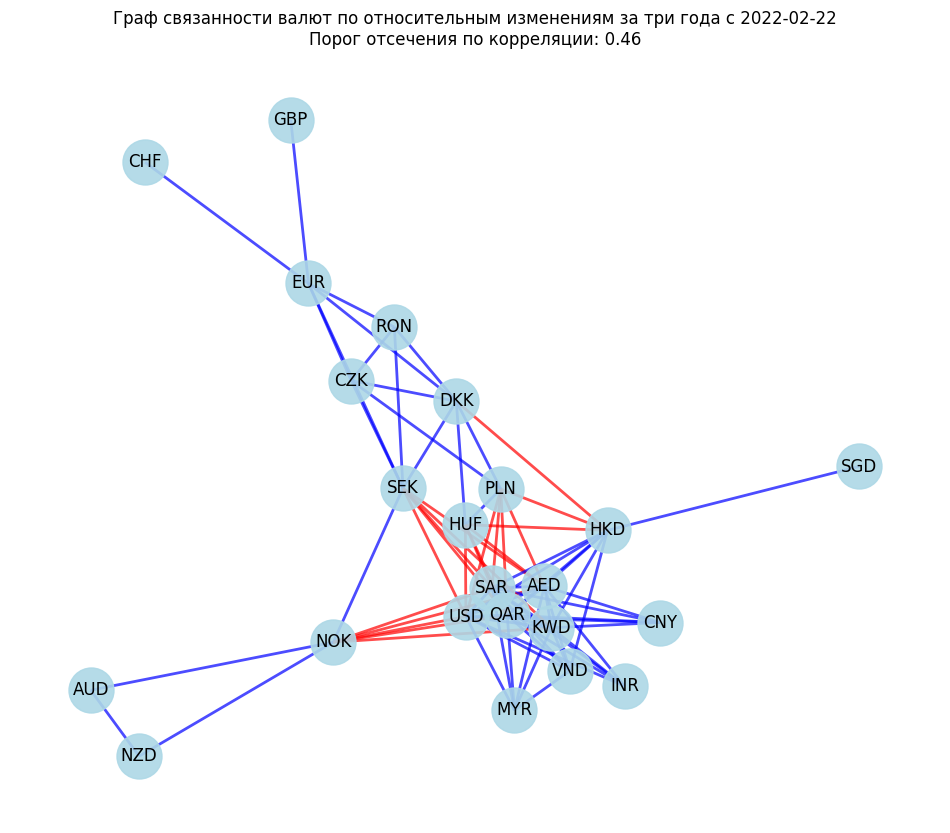 Граф связанности валют по относительным изменениям за три года с 2022-02-22
Порог отсечения по корреляции: 0.46
GBP
CHF
EUR
RON
CZK
DKK
SGD
SEK
PLN
HUF
HKD
SAR
AED
USD
QAR
KWD
CNY
NOK
VND
INR
AUD
MYR
NZD